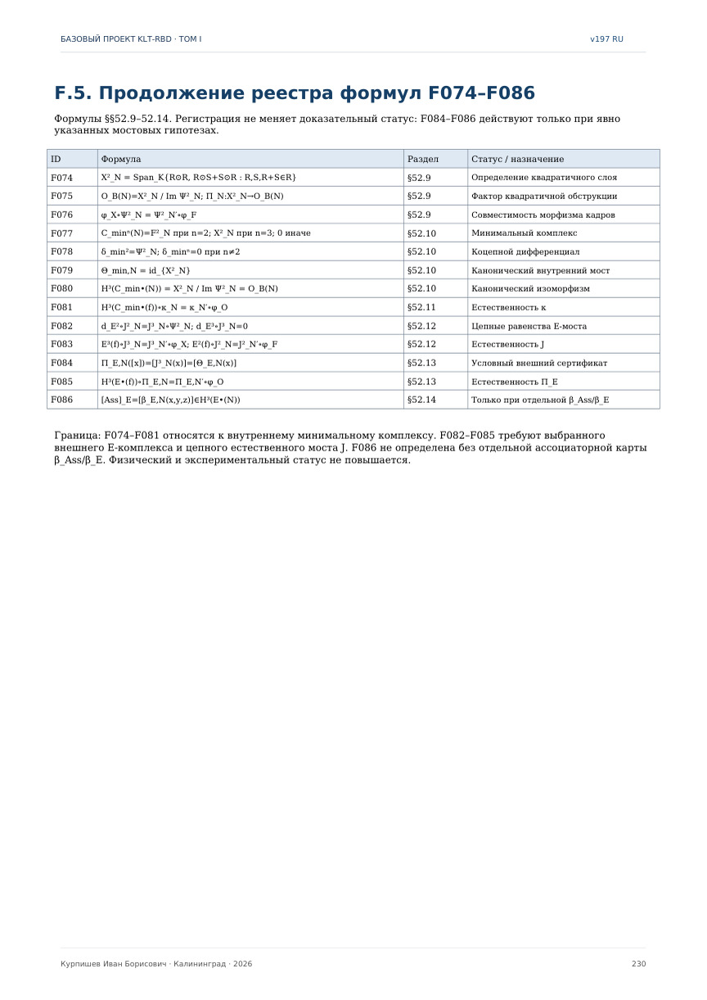 БАЗОВЫЙ ПРОЕКТ KLT-RBD · ТОМ I v197 RU
F.5. Продолжение реестра формул F074–F086
Формулы §§52.9–52.14. Регистрация не меняет доказательный статус: F084–F086 действуют только при явно
указанных мостовых гипотезах.
ID Формула Раздел Статус / назначение
F074 X²_N = Span_K{R⊙R, R⊙S+S⊙R : R,S,R+S∈R} §52.9 Определение квадратичного слоя
F075 O_B(N)=X²_N / Im Ψ²_N; Π_N:X²_N→O_B(N) §52.9 Фактор квадратичной обструкции
F076 φ_X∘Ψ²_N = Ψ²_N′∘φ_F §52.9 Совместимость морфизма кадров
F077 C_minⁿ(N)=F²_N при n=2; X²_N при n=3; 0 иначе §52.10 Минимальный комплекс
F078 δ_min²=Ψ²_N; δ_minⁿ=0 при n≠2 §52.10 Коцепной дифференциал
F079 Θ_min,N = id_{X²_N} §52.10 Канонический внутренний мост
F080 H³(C_min•(N)) = X²_N / Im Ψ²_N = O_B(N) §52.10 Канонический изоморфизм
F081 H³(C_min•(f))∘κ_N = κ_N′∘φ_O §52.11 Естественность κ
F082 d_E²∘J²_N=J³_N∘Ψ²_N; d_E³∘J³_N=0 §52.12 Цепные равенства E-моста
F083 E³(f)∘J³_N=J³_N′∘φ_X; E²(f)∘J²_N=J²_N′∘φ_F §52.12 Естественность J
F084 Π_E,N([x])=[J³_N(x)]=[Θ_E,N(x)] §52.13 Условный внешний сертификат
F085 H³(E•(f))∘Π_E,N=Π_E,N′∘φ_O §52.13 Естественность Π_E
F086 [Ass]_E=[β_E,N(x,y,z)]∈H³(E•(N)) §52.14 Только при отдельной β_Ass/β_E
Граница: F074–F081 относятся к внутреннему минимальному комплексу. F082–F085 требуют выбранного
внешнего E-комплекса и цепного естественного моста J. F086 не определена без отдельной ассоциаторной карты
β_Ass/β_E. Физический и экспериментальный статус не повышается.
Курпишев Иван Борисович · Калининград · 2026 230